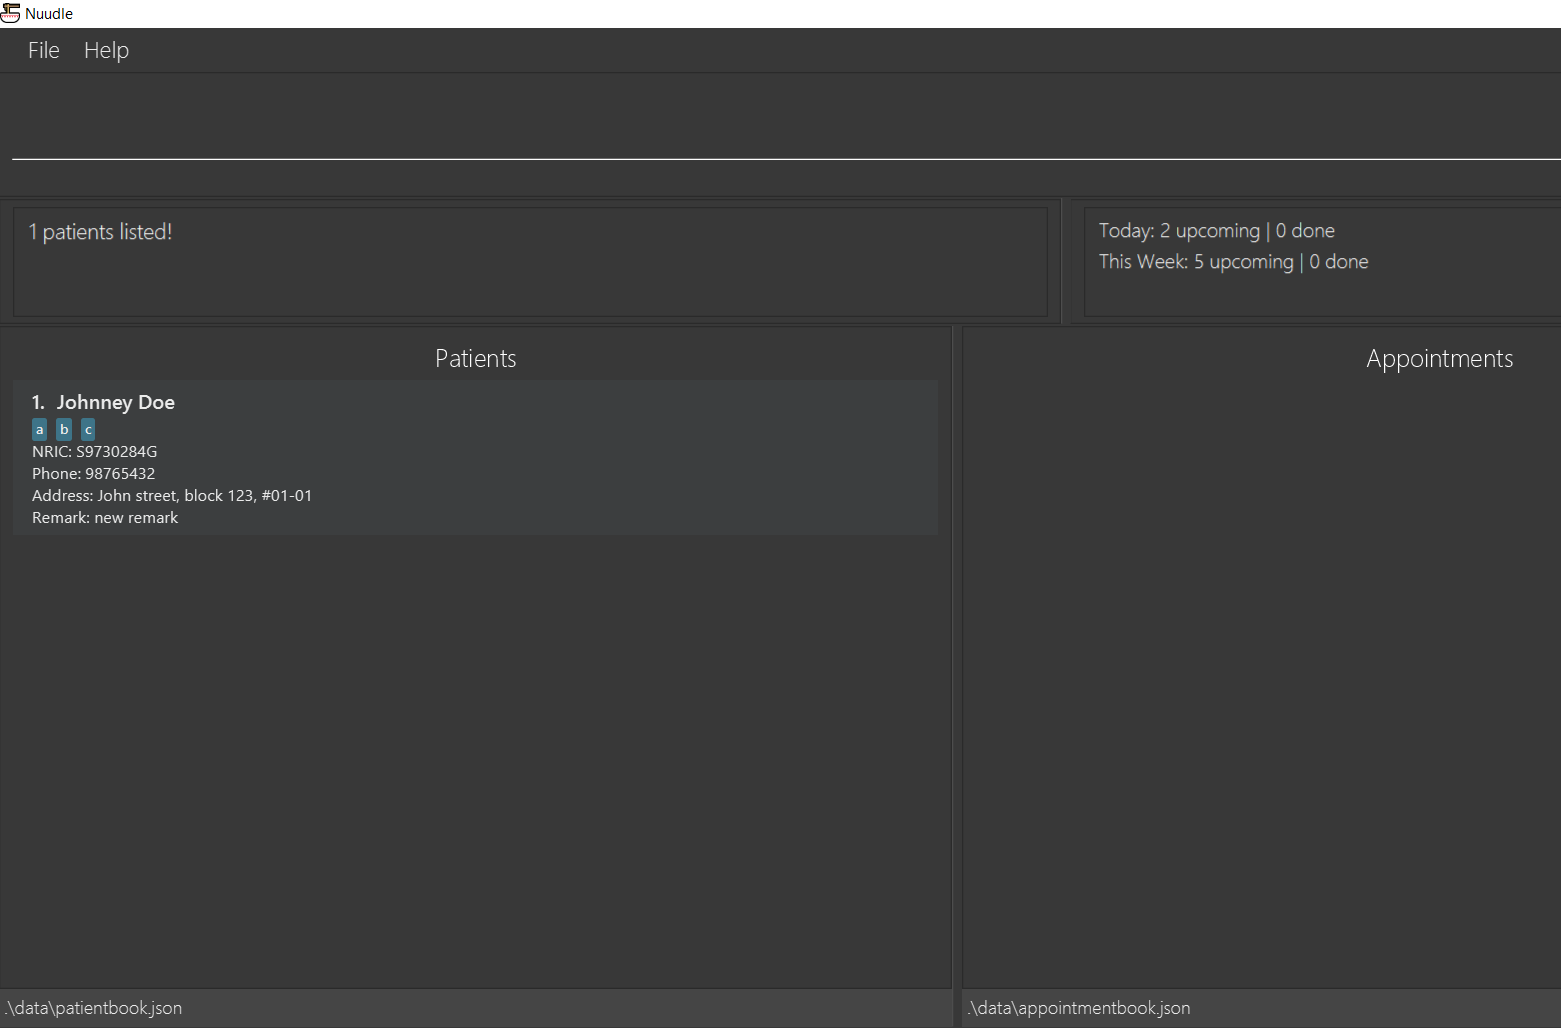 Nuudle
File Help
1 patients listed!
Today: 2 upcoming | 0 done
This Week: 5 upcoming | 0 done
Patients
1. Johnney Doe
a b c
NRIC: S9730284G
Phone: 98765432
Address: John street, block 123, #01-01
Remark: new remark
Appointments
.\data\patientbook.json
.\data\appointmentbook.json